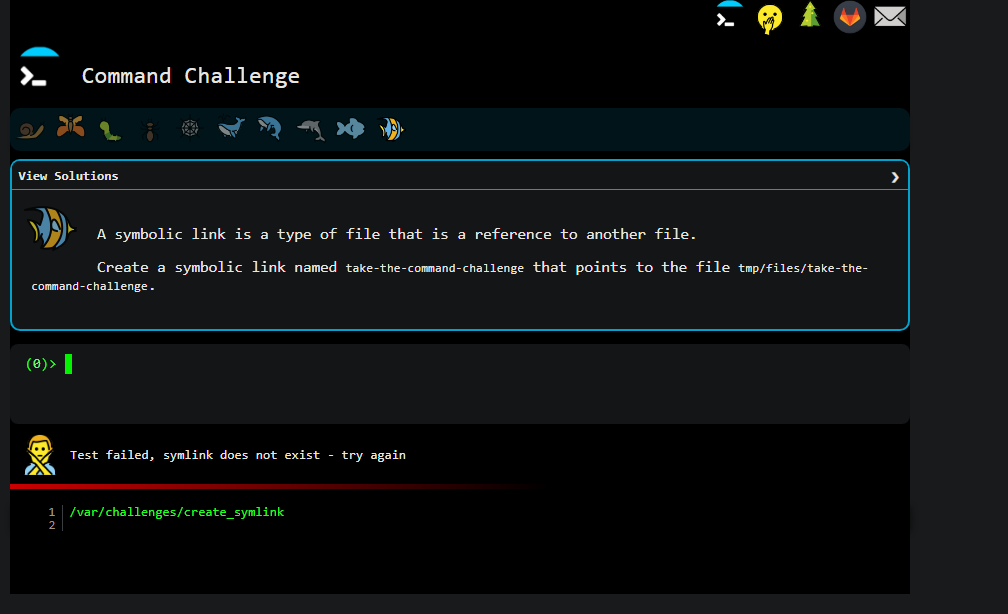 Command Challenge
View Solutions
A symbolic link is a type of file that is a reference to another file.
Create a symbolic link named take-the-command-challenge that points to the file tmp/files/take-the-
command-challenge.
(0)>
Test failed, symlink does not exist - try again
1 /var/challenges/create_symlink
2